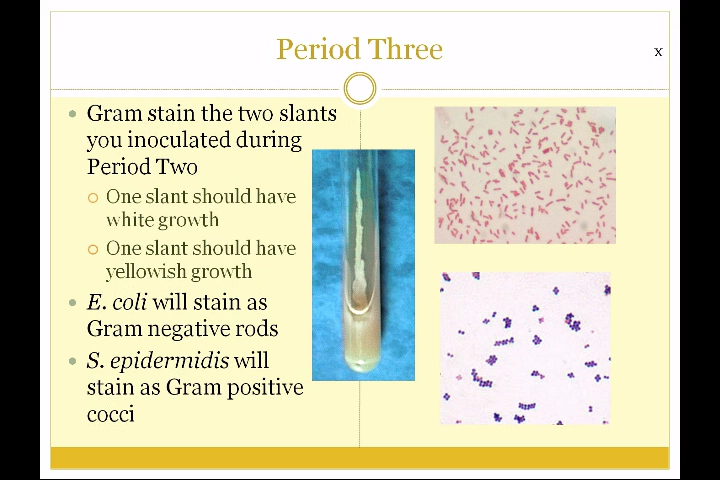 Period Three
x
• Gram stain the two slants
you inoculated during
Period Two
○ One slant should have
white growth
○ One slant should have
yellowish growth
• E. coli will stain as
Gram negative rods
• S. epidermidis will
stain as Gram positive
cocci